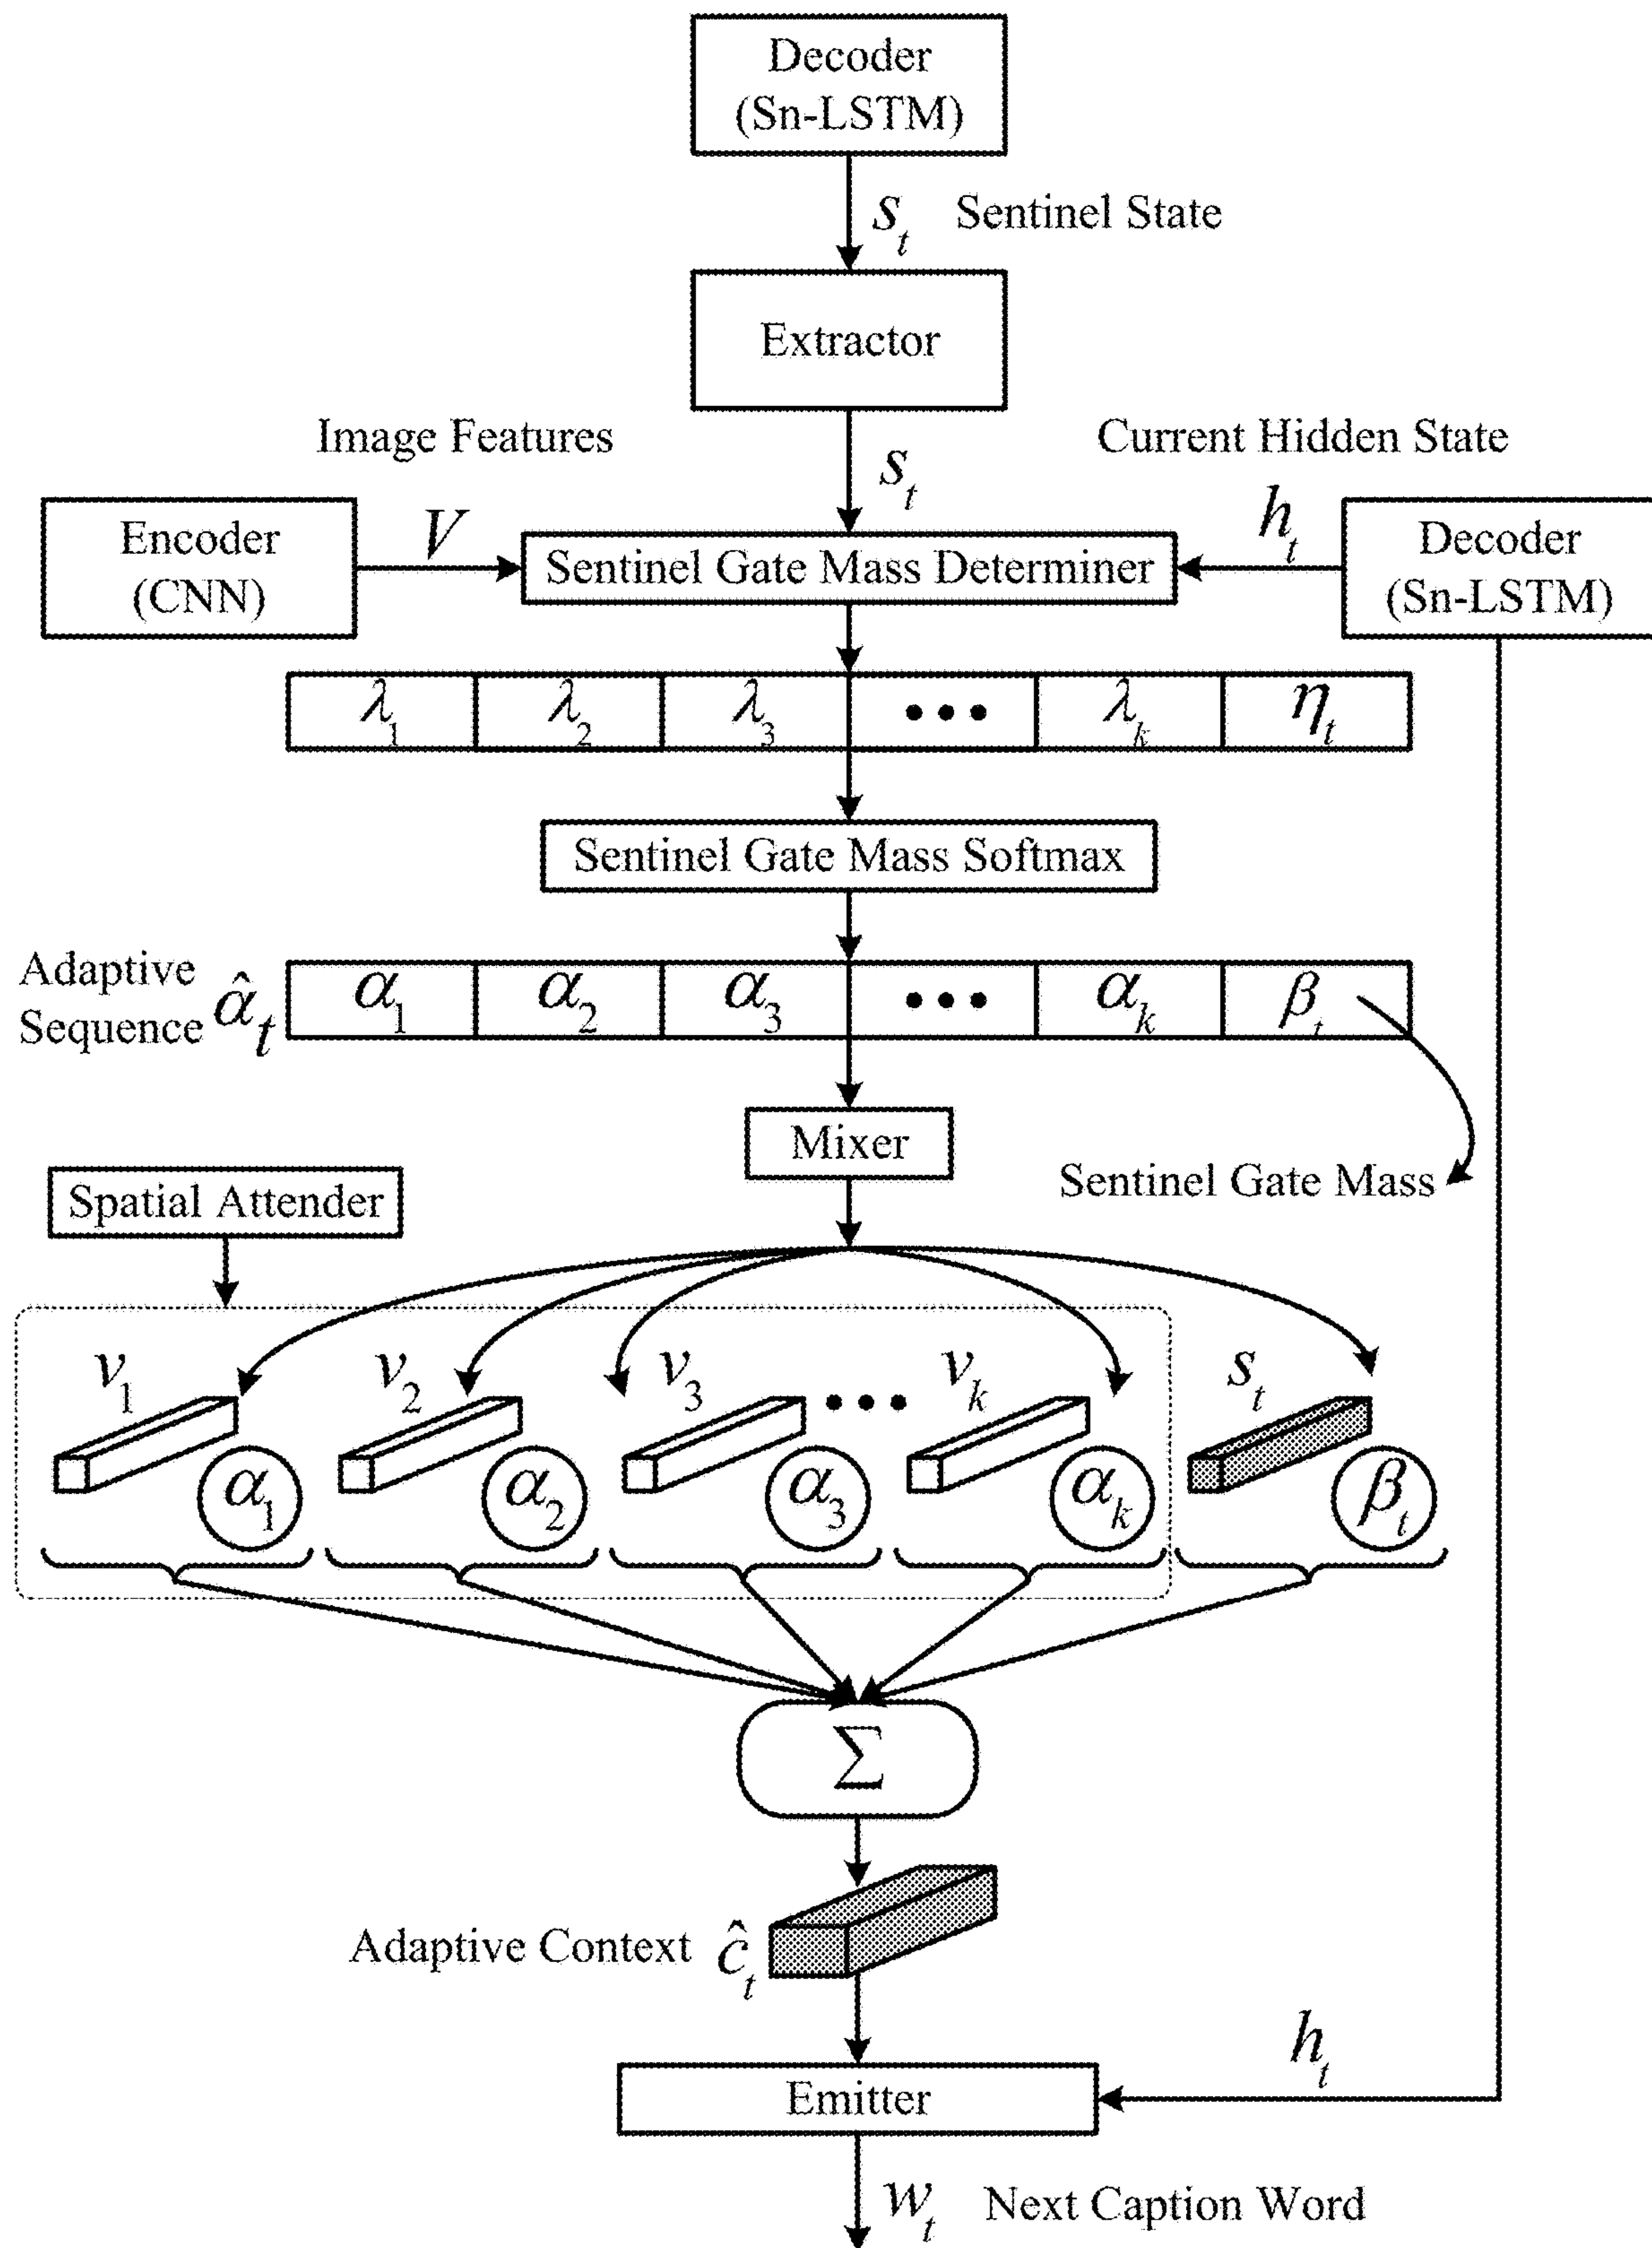 Decoder
(Sn-LSTM)
s_t Sentinel State
Extractor
Image Features
s_t
Current Hidden State
Encoder
(CNN)
V
Sentinel Gate Mass Determiner
h_t
Decoder
(Sn-LSTM)
λ_1 λ_2 λ_3 ••• λ_k η_t
Sentinel Gate Mass Softmax
Adaptive
Sequence α̂_t
α_1 α_2 α_3 ••• α_k β_t
Mixer
Sentinel Gate Mass
Spatial Attender
v_1 v_2 v_3 ••• v_k s_t
α_1 α_2 α_3 α_k β_t
Σ
Adaptive Context ĉ_t
h_t
Emitter
w_t Next Caption Word